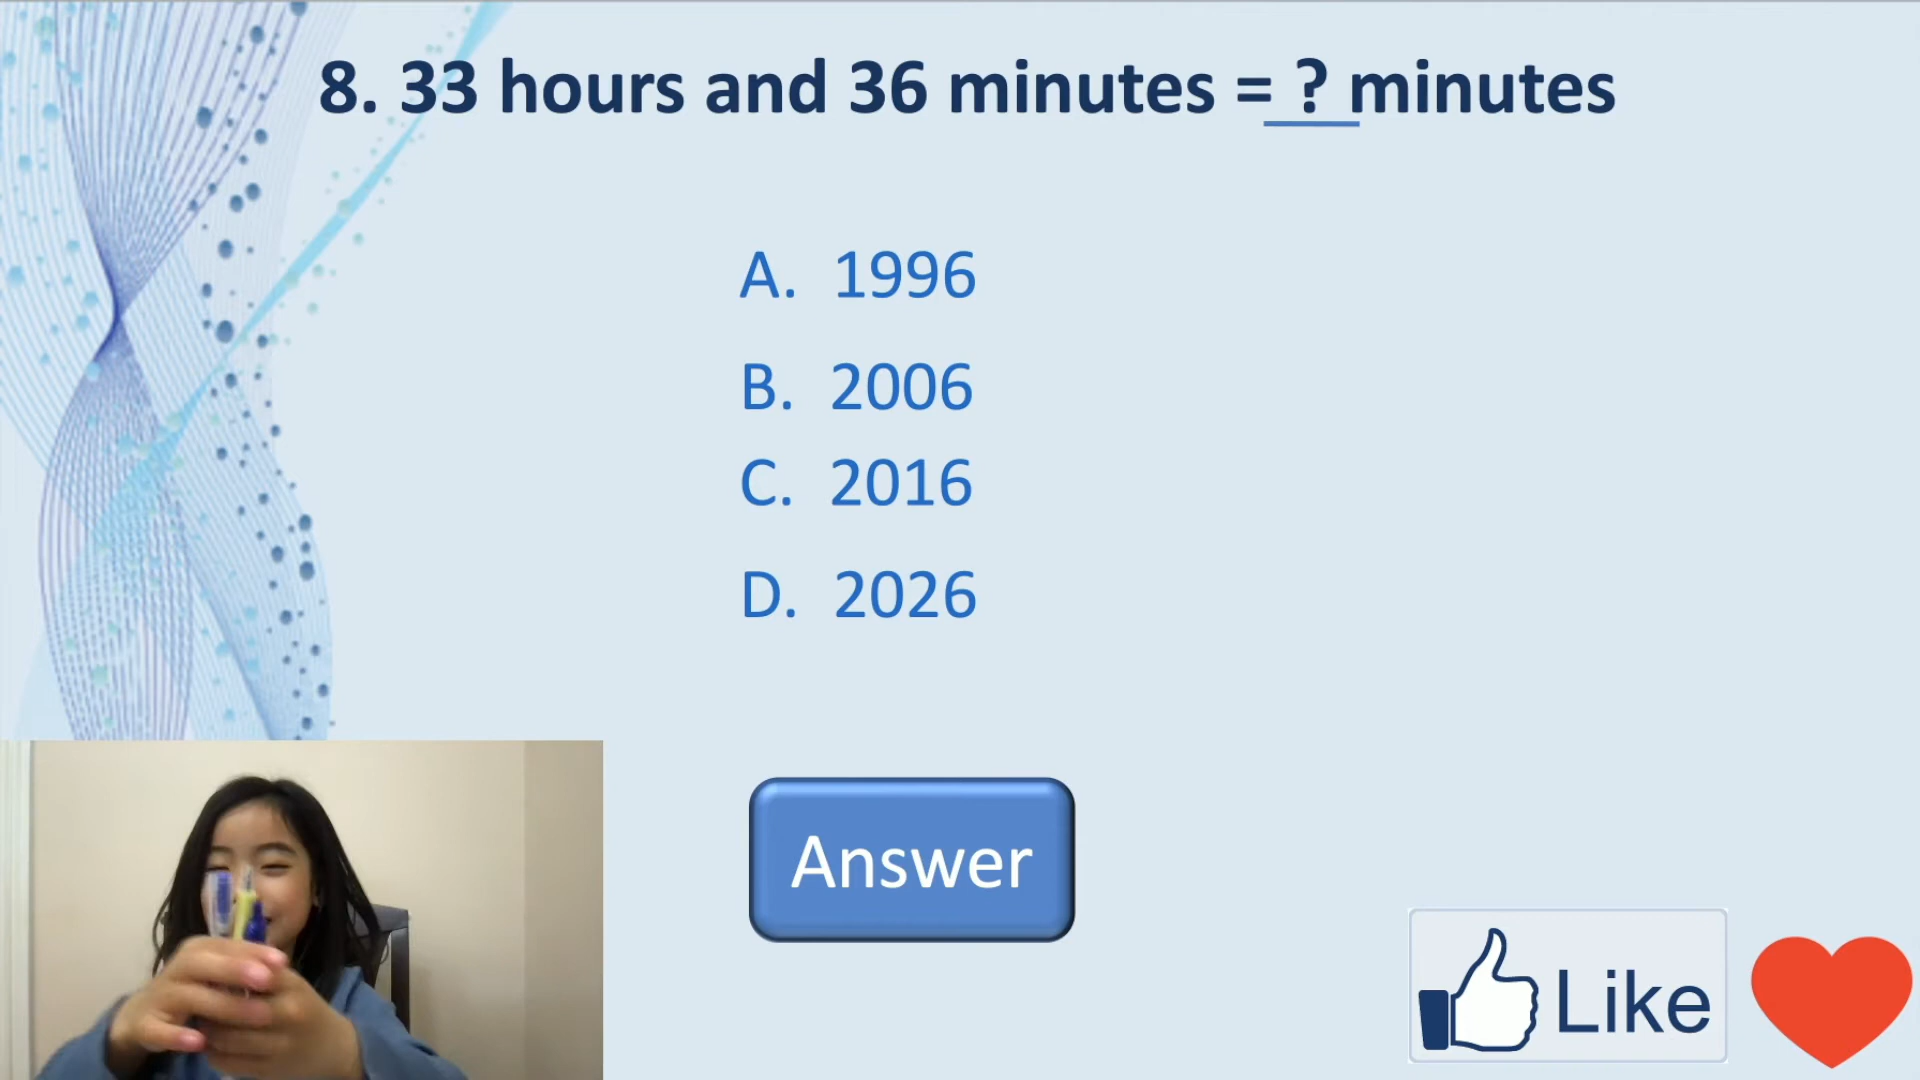 8. 33 hours and 36 minutes = ? minutes
A. 1996
B. 2006
C. 2016
D. 2026
Answer
Like